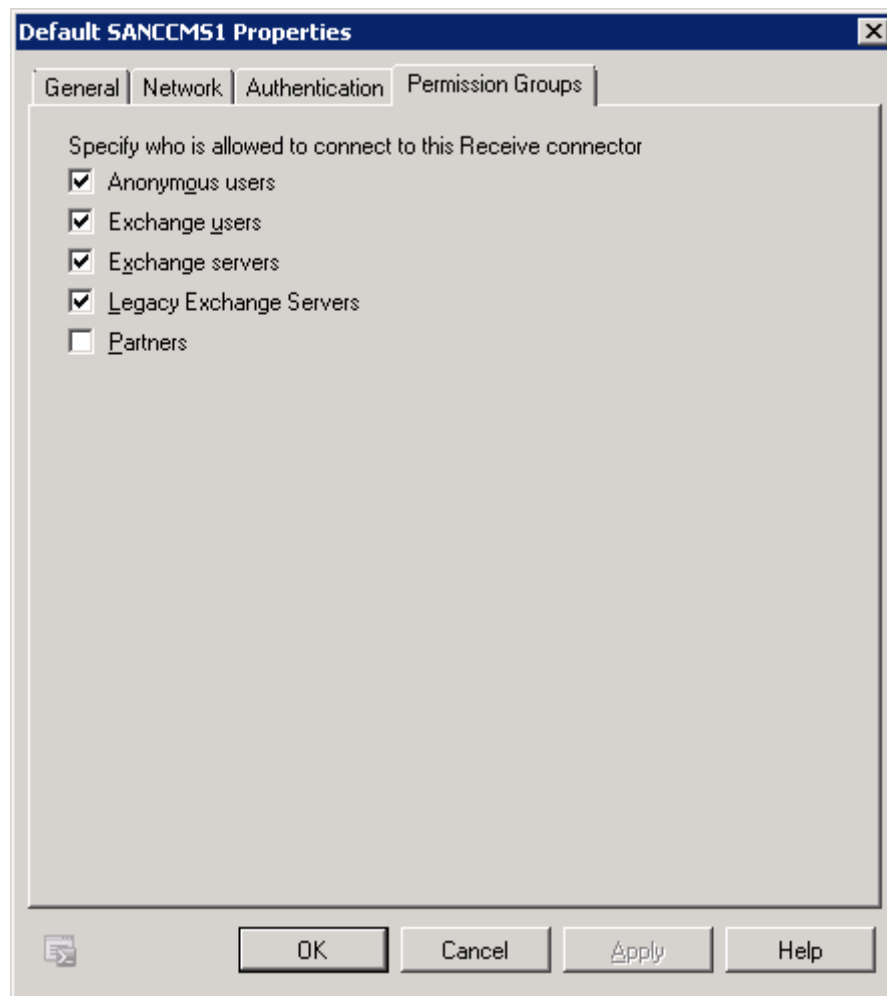 Default SANCCMS1 Properties
General Network Authentication Permission Groups
Specify who is allowed to connect to this Receive connector
Anonymous users
Exchange users
Exchange servers
Legacy Exchange Servers
Partners
OK Cancel Apply Help